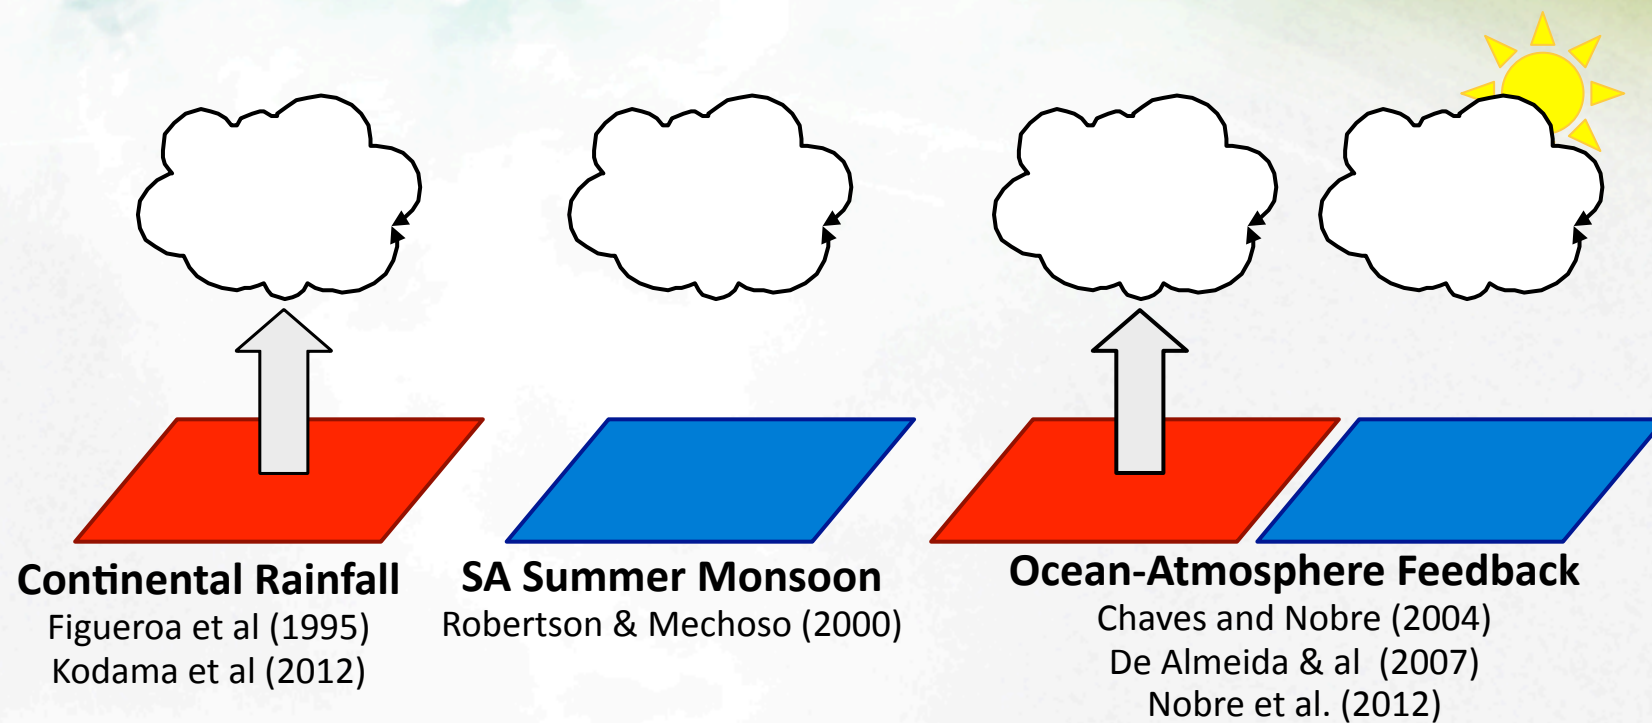 Continental Rainfall
Figueroa et al (1995)
Kodama et al (2012)
SA Summer Monsoon
Robertson & Mechoso (2000)
Ocean-Atmosphere Feedback
Chaves and Nobre (2004)
De Almeida & al (2007)
Nobre et al. (2012)